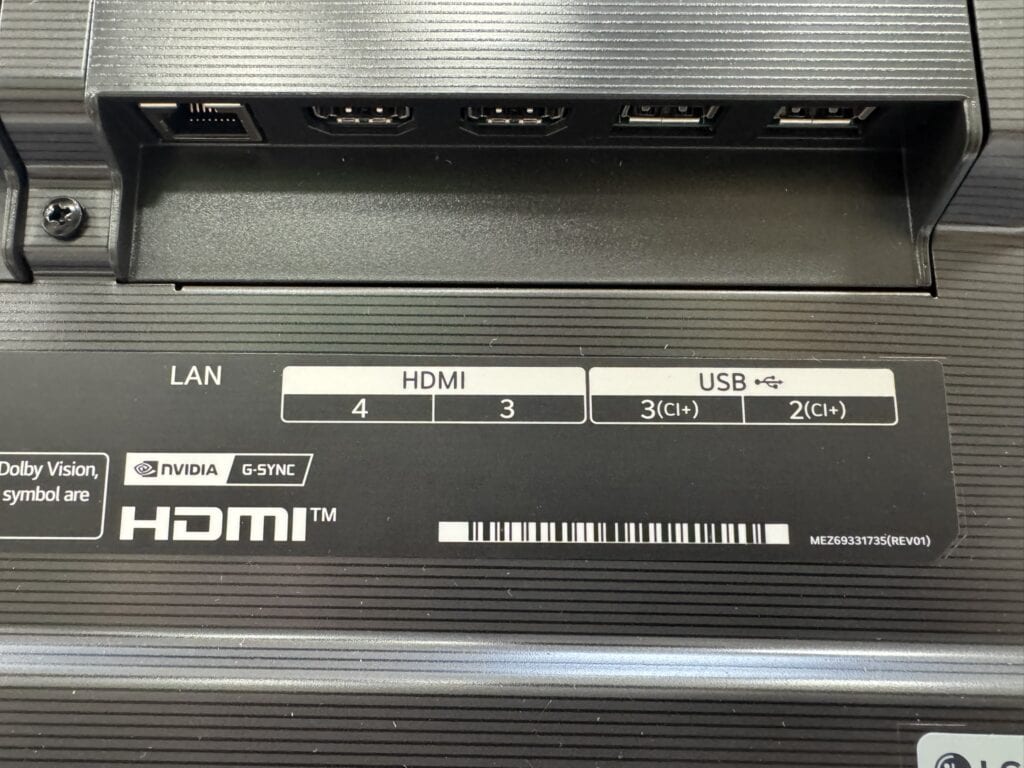 LAN
HDMI
4 3
USB
3(CI+) 2(CI+)
Dolby Vision,
symbol are
NVIDIA G-SYNC
HDMI™
MEZ69331735(REV01)